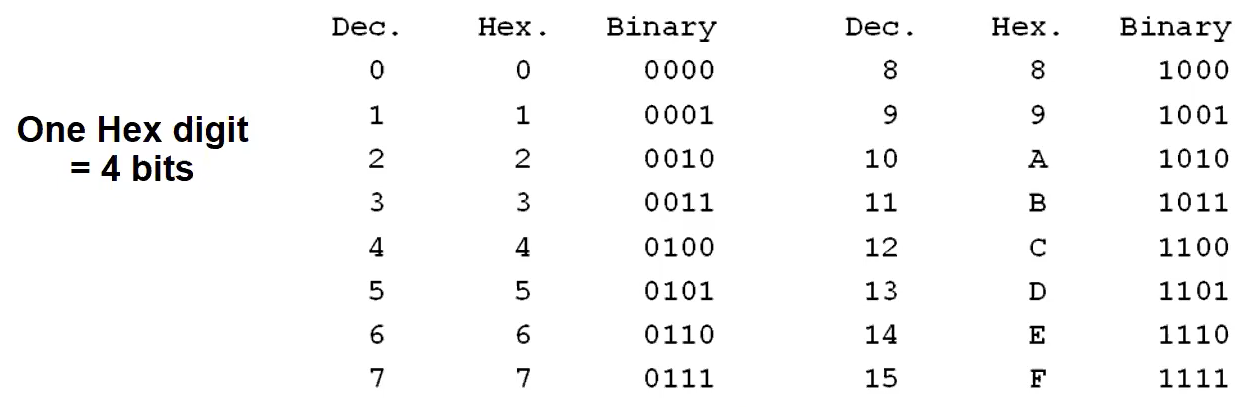 Dec. Hex. Binary Dec. Hex. Binary
0 0 0000 8 8 1000
1 1 0001 9 9 1001
One Hex digit
= 4 bits
2 2 0010 10 A 1010
3 3 0011 11 B 1011
4 4 0100 12 C 1100
5 5 0101 13 D 1101
6 6 0110 14 E 1110
7 7 0111 15 F 1111